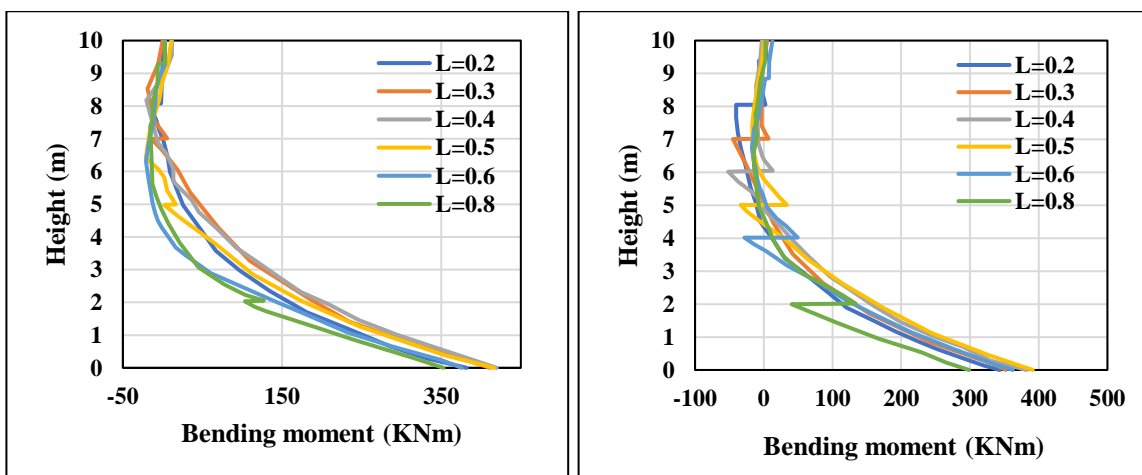 10
9
8
7
6
5
4
3
2
1
0
-50
150
350
Height (m)
Bending moment (KNm)
L=0.2
L=0.3
L=0.4
L=0.5
L=0.6
L=0.8
10
9
8
7
6
5
4
3
2
1
0
-100
0
100
200
300
400
500
Height (m)
Bending moment (KNm)
L=0.2
L=0.3
L=0.4
L=0.5
L=0.6
L=0.8